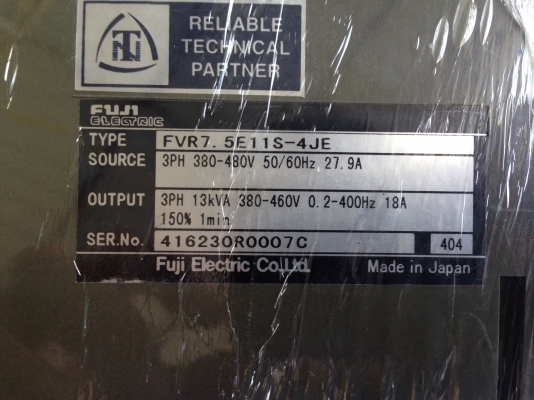 RELIABLE
TECHNICAL
PARTNER
FUJI
ELECTRIC
TYPE FVR7.5E11S-4JE
SOURCE 3PH 380-480V 50/60Hz 27.9A
OUTPUT 3PH 13kVA 380-460V 0.2-400Hz 18A
150% 1min
SER.No. 416230R0007C 404
Fuji Electric Co.,Ltd. Made in Japan